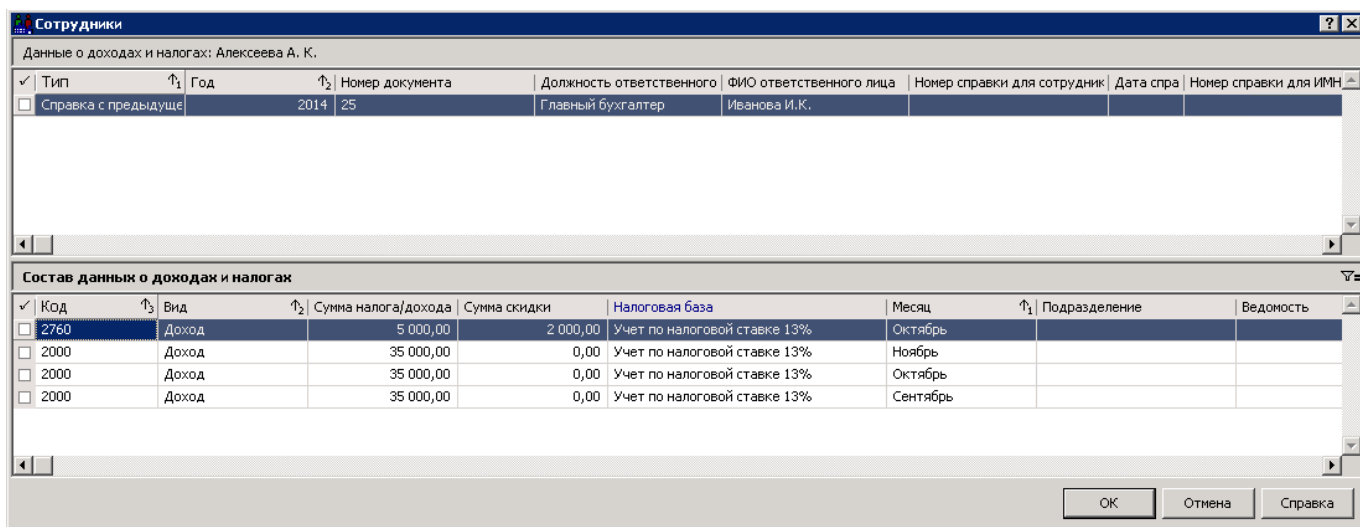 Сотрудники
Данные о доходах и налогах: Алексеева А. К.
Тип 1 Год 2 Номер документа Должность ответственного ФИО ответственного лица Номер справки для сотрудник Дата спра Номер справки для ИМН
Справка с предыдуще 2014 25 Главный бухгалтер Иванова И.К.
Состав данных о доходах и налогах
Код 3 Вид 2 Сумма налога/дохода Сумма скидки Налоговая база Месяц 1 Подразделение Ведомость
2760 Доход 5 000,00 2 000,00 Учет по налоговой ставке 13% Октябрь
2000 Доход 35 000,00 0,00 Учет по налоговой ставке 13% Ноябрь
2000 Доход 35 000,00 0,00 Учет по налоговой ставке 13% Октябрь
2000 Доход 35 000,00 0,00 Учет по налоговой ставке 13% Сентябрь
ОК Отмена Справка